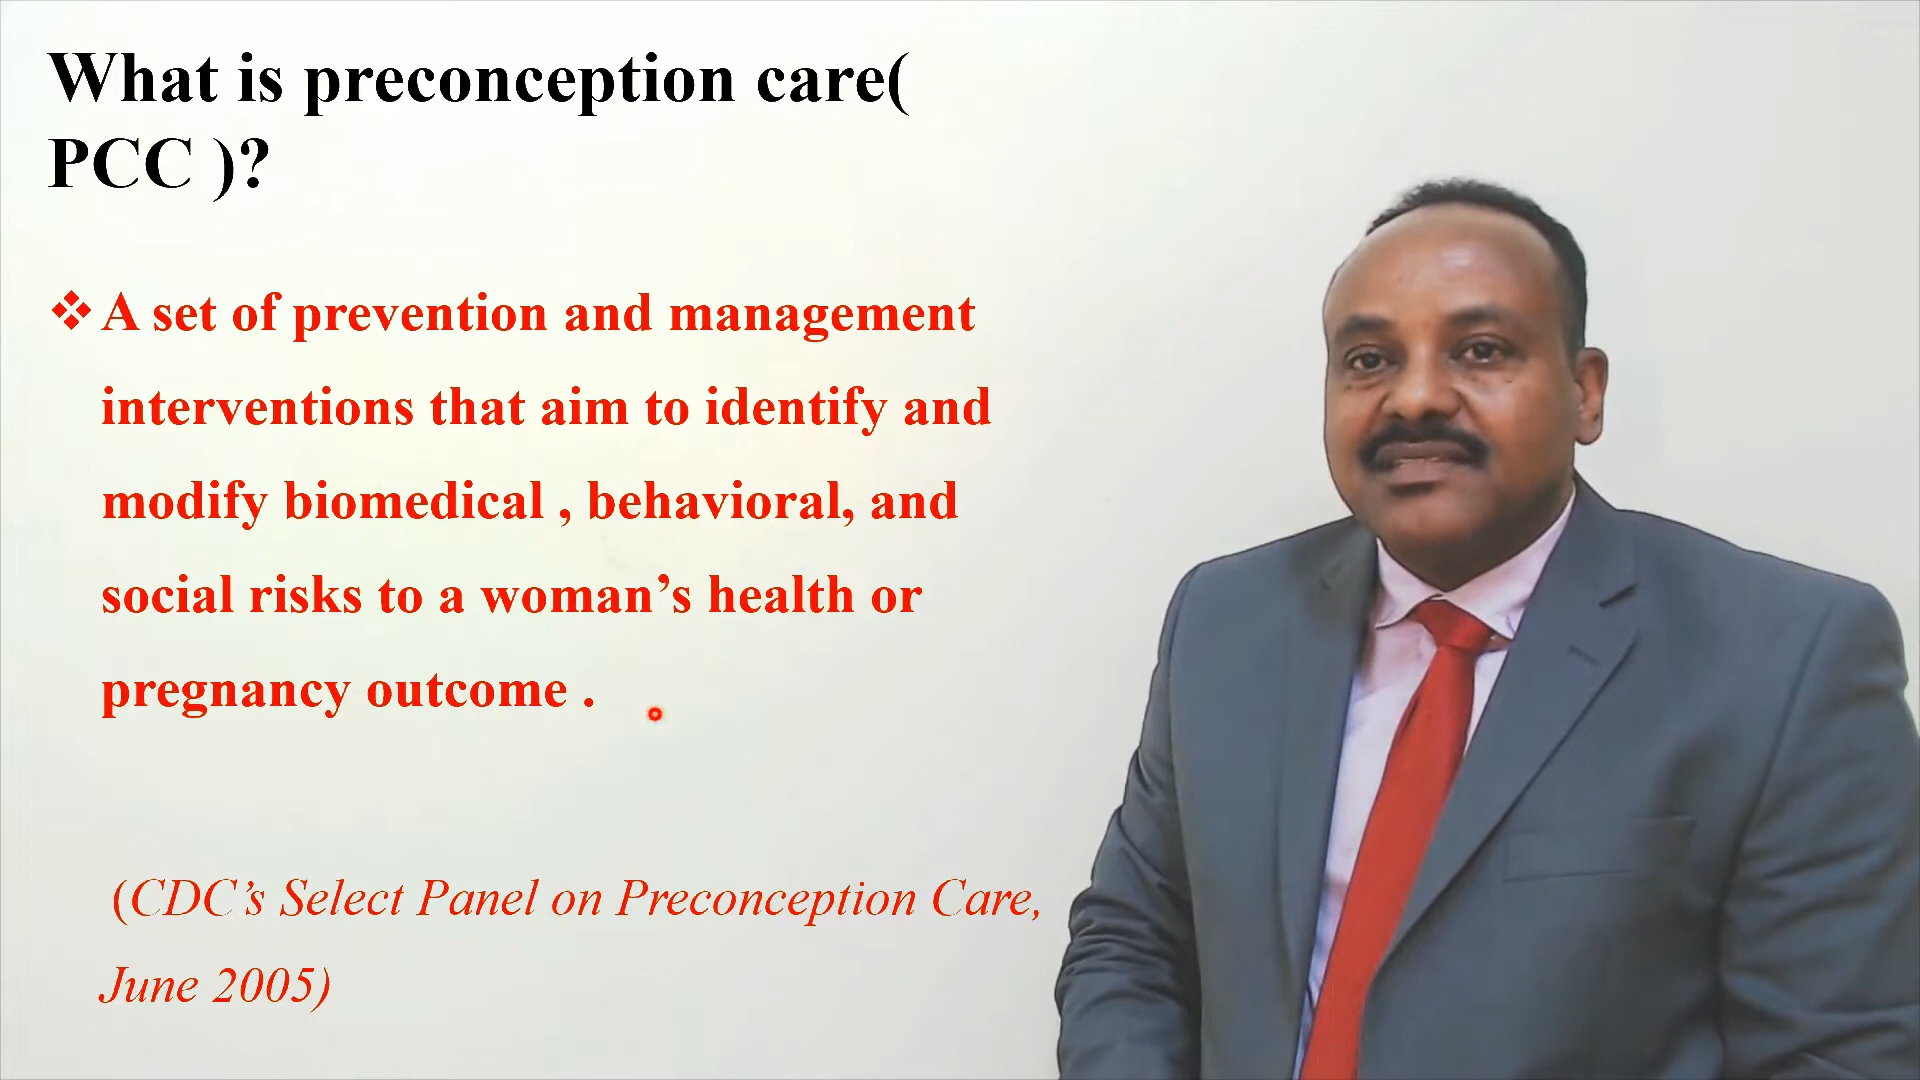 What is preconception care(
PCC )?
❖ A set of prevention and management
interventions that aim to identify and
modify biomedical , behavioral, and
social risks to a woman’s health or
pregnancy outcome .
(CDC’s Select Panel on Preconception Care,
June 2005)